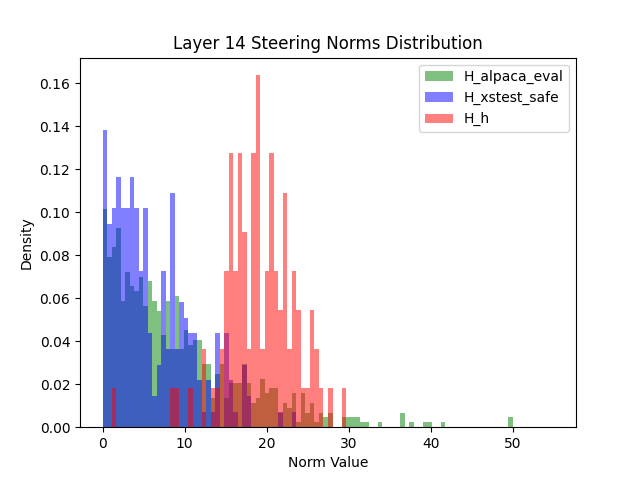 Layer 14 Steering Norms Distribution
H_alpaca_eval
H_xstest_safe
H_h
0.16
0.14
0.12
0.10
0.08
0.06
0.04
0.02
0.00
Density
0 10 20 30 40 50
Norm Value